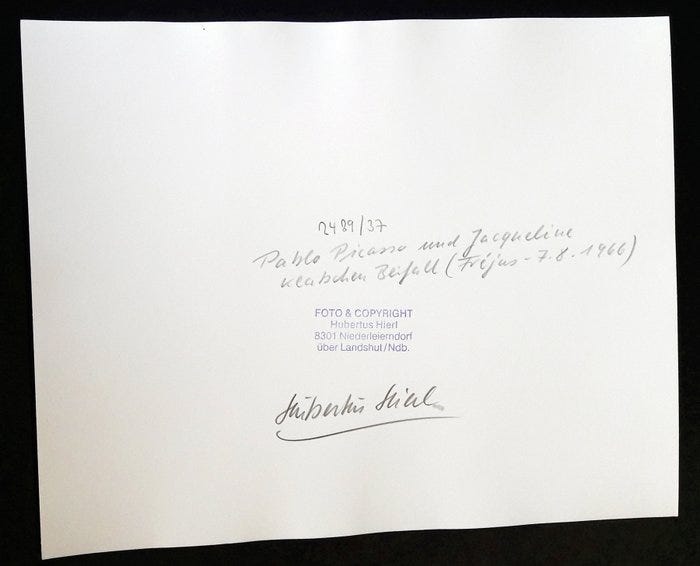 2489/37
Pablo Picasso und Jacqueline
klatschen Beifall (Fréjus - 7.8.1966)
FOTO & COPYRIGHT
Hubertus Hierl
8301 Niederleierndorf
über Landshut/Ndb.
Hubertus Hierl